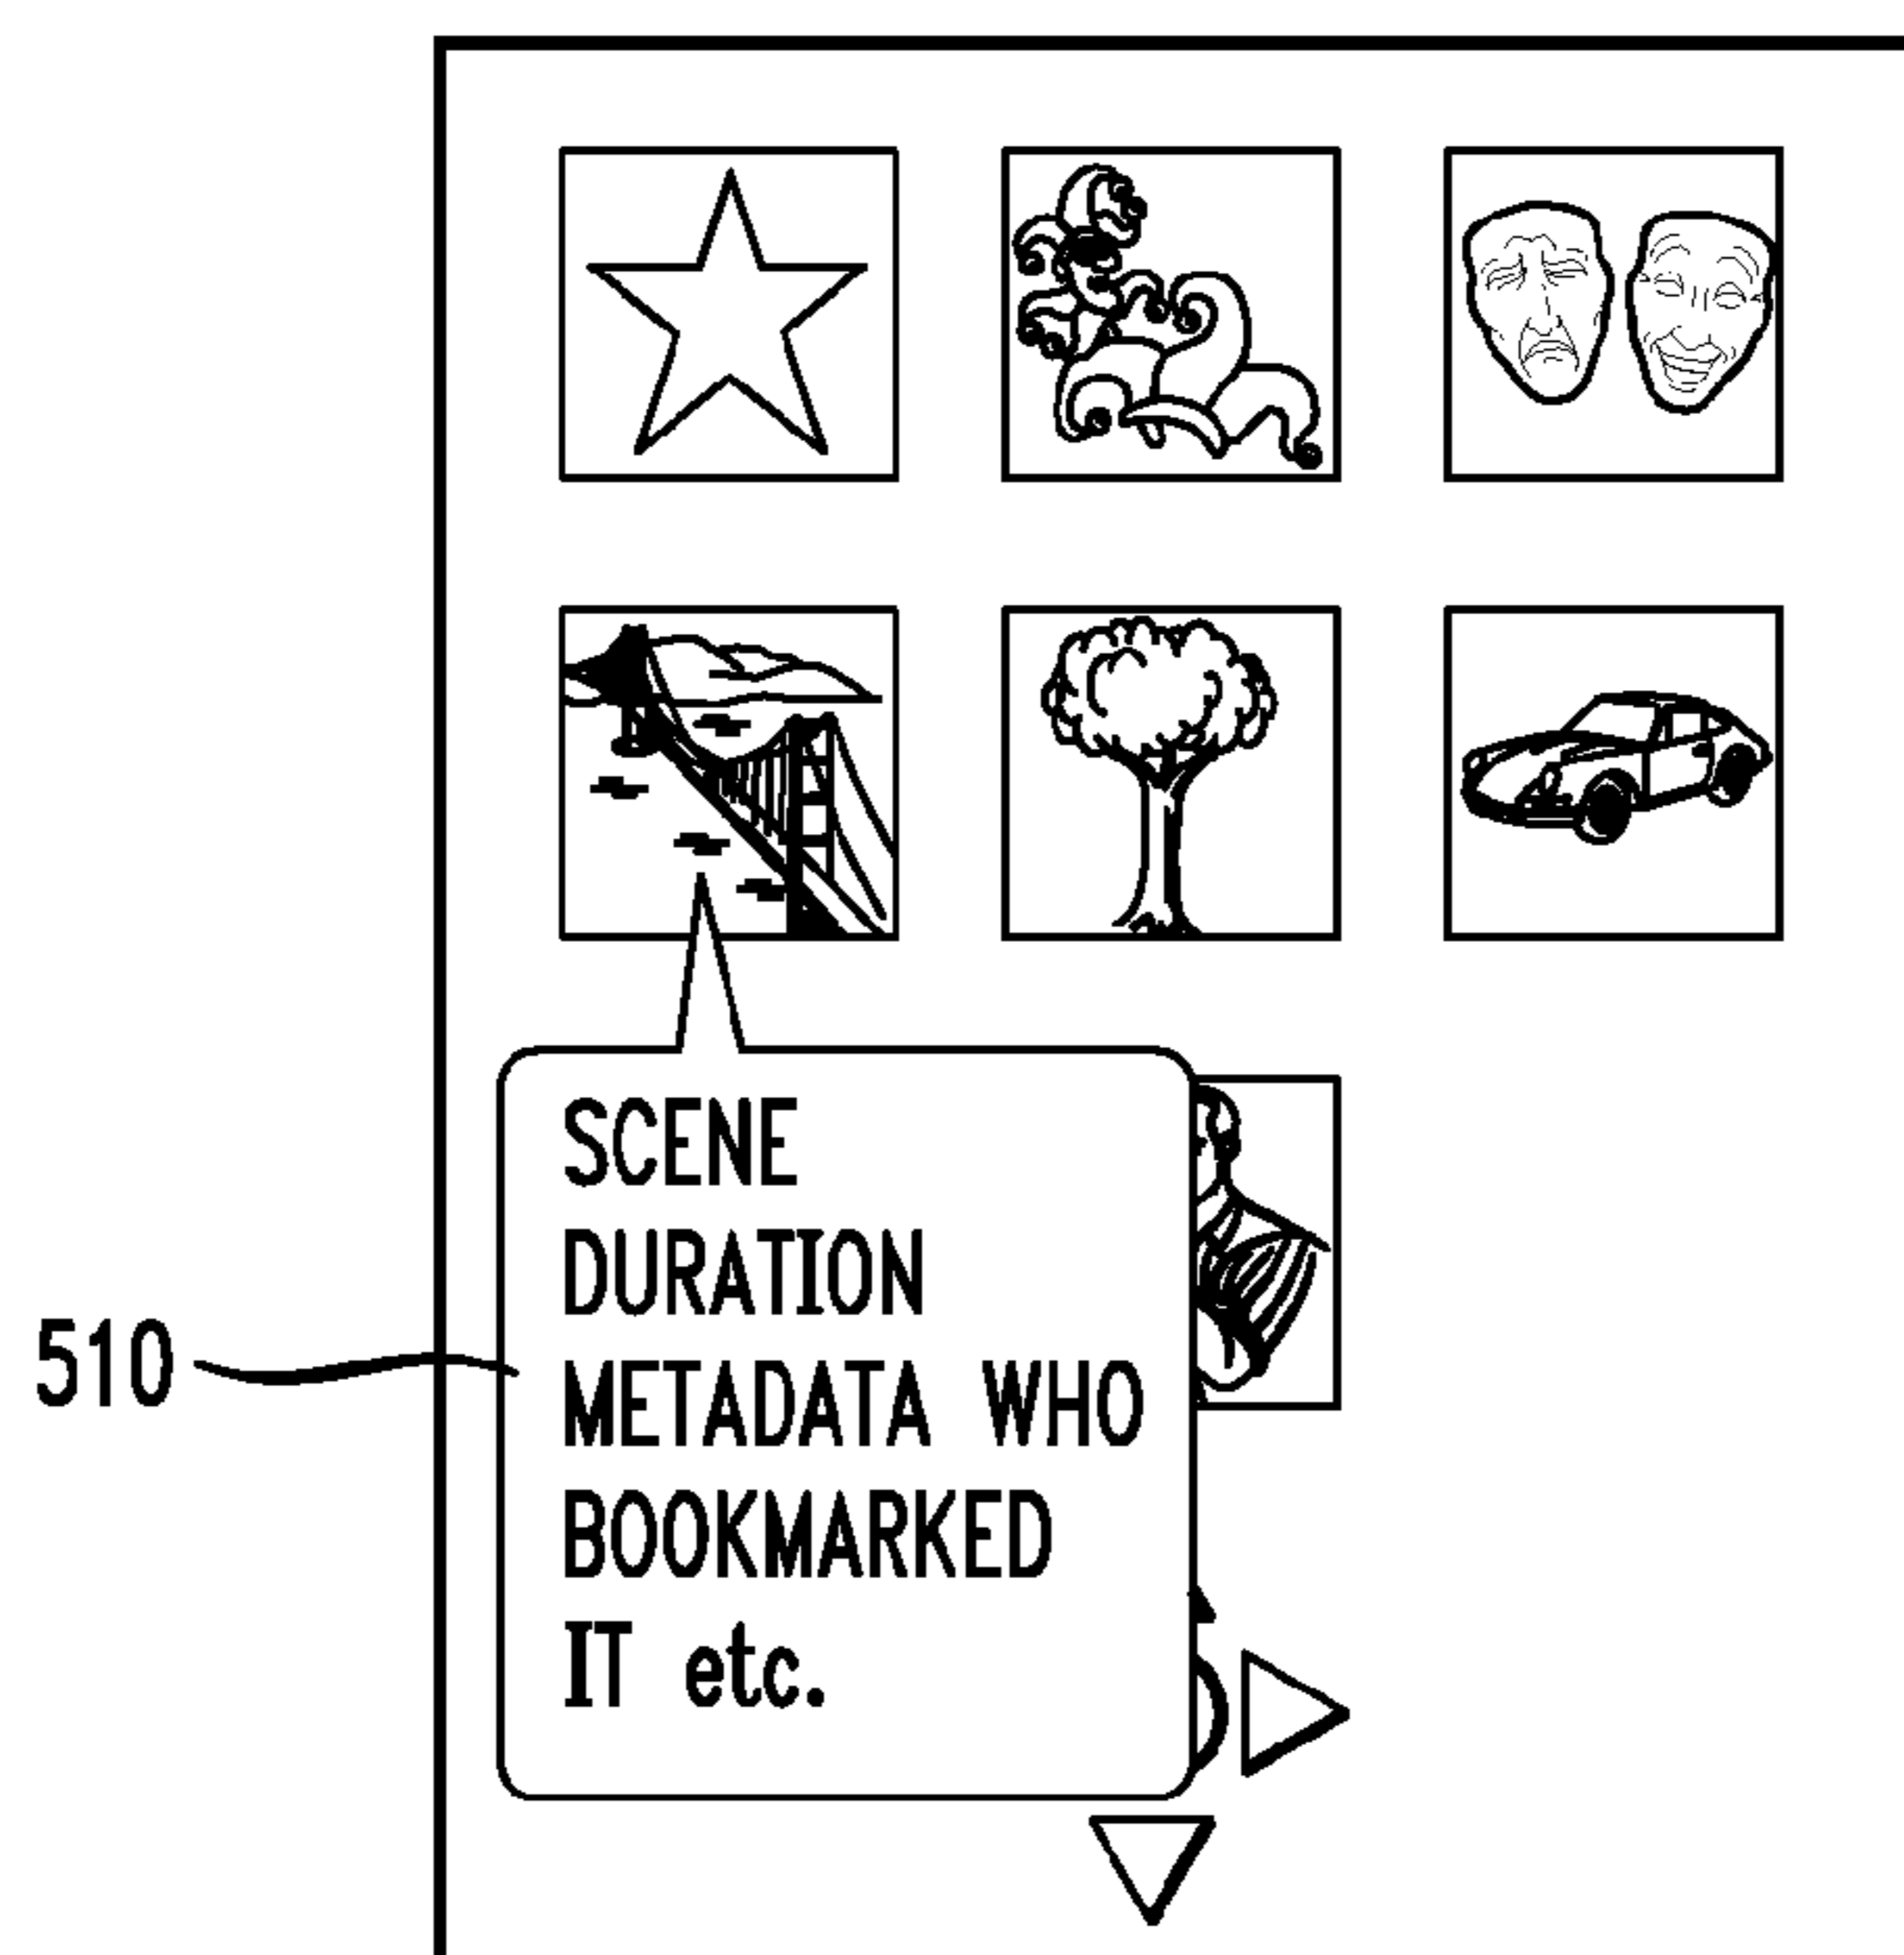 SCENE
DURATION
510
METADATA WHO
BOOKMARKED
IT etc.